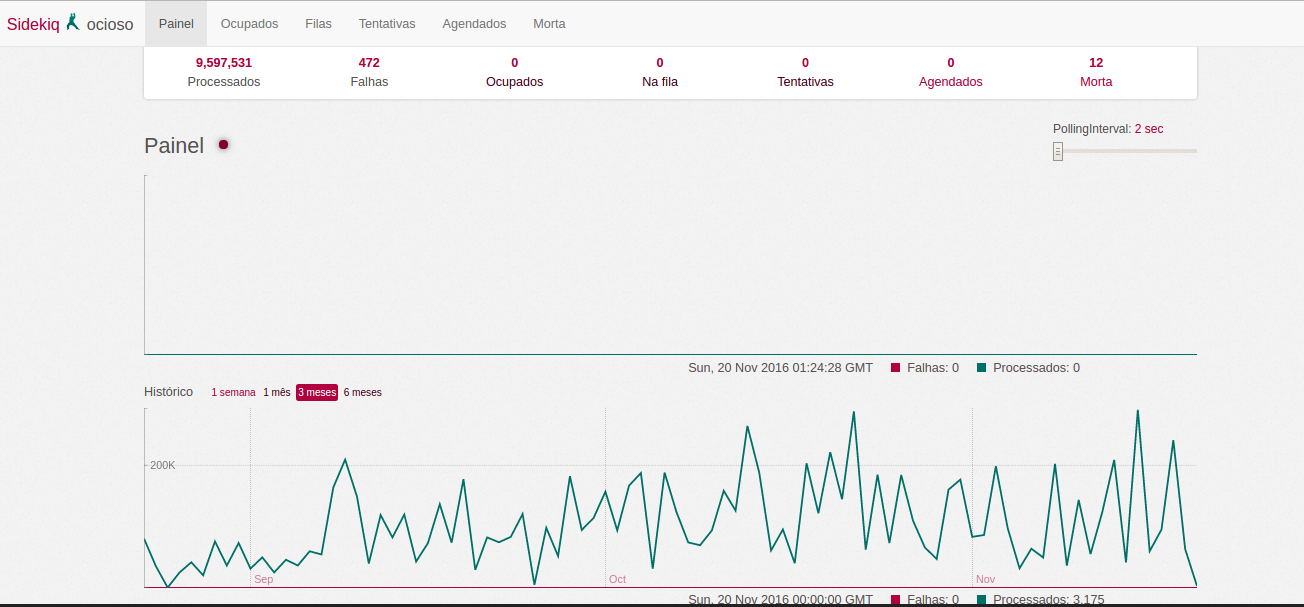 Sidekiq ocioso Painel Ocupados Filas Tentativas Agendados Morta
9,597,531 472 0 0 0 0 12
Processados Falhas Ocupados Na fila Tentativas Agendados Morta
PollingInterval: 2 sec
Painel
Sun, 20 Nov 2016 01:24:28 GMT Falhas: 0 Processados: 0
Histórico 1 semana 1 mês 3 meses 6 meses
200K
Sep Oct Nov
Sun, 20 Nov 2016 00:00:00 GMT Falhas: 0 Processados: 3,175